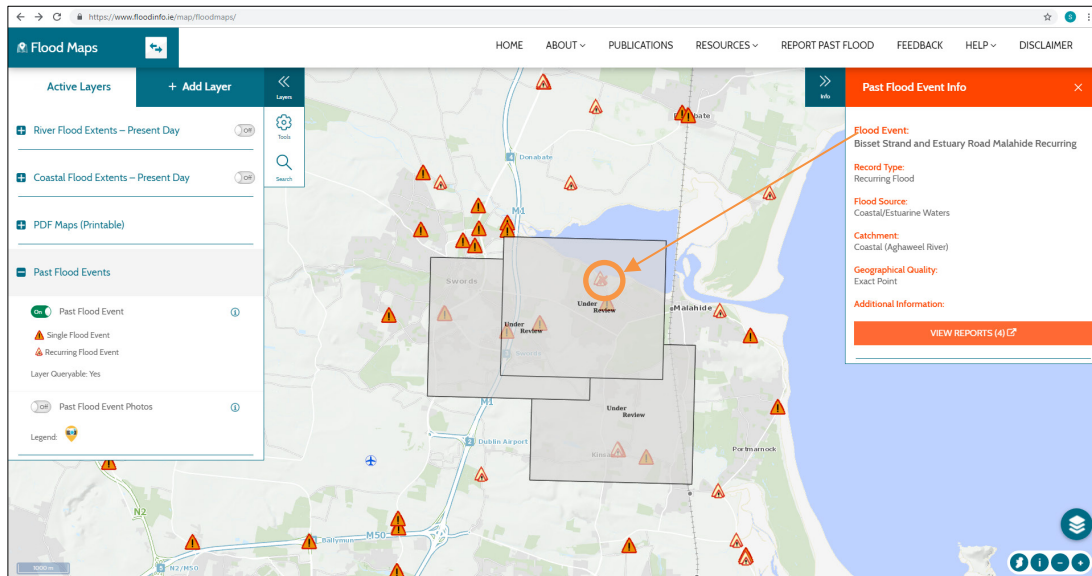 https://www.floodinfo.ie/map/floodmaps/
S
Flood Maps
HOME ABOUT PUBLICATIONS RESOURCES REPORT PAST FLOOD FEEDBACK HELP DISCLAIMER
Active Layers
+ Add Layer
Layers
Tools
Search
River Flood Extents – Present Day
Off
Coastal Flood Extents – Present Day
Off
PDF Maps (Printable)
Past Flood Events
On
Past Flood Event
Single Flood Event
Recurring Flood Event
Layer Queryable: Yes
Off
Past Flood Event Photos
Legend:
Info
Past Flood Event Info
Flood Event:
Bisset Strand and Estuary Road Malahide Recurring
Record Type:
Recurring Flood
Flood Source:
Coastal/Estuarine Waters
Catchment:
Coastal (Aghaweel River)
Geographical Quality:
Exact Point
Additional Information:
VIEW REPORTS (4)
4 Donabate
M1
Swords
Under
Review
Under
Review
Malahide
M1
Under
Review
2 Dublin Airport
Portmarnock
N2
M50
Ballymun
N2/M50
1000 m